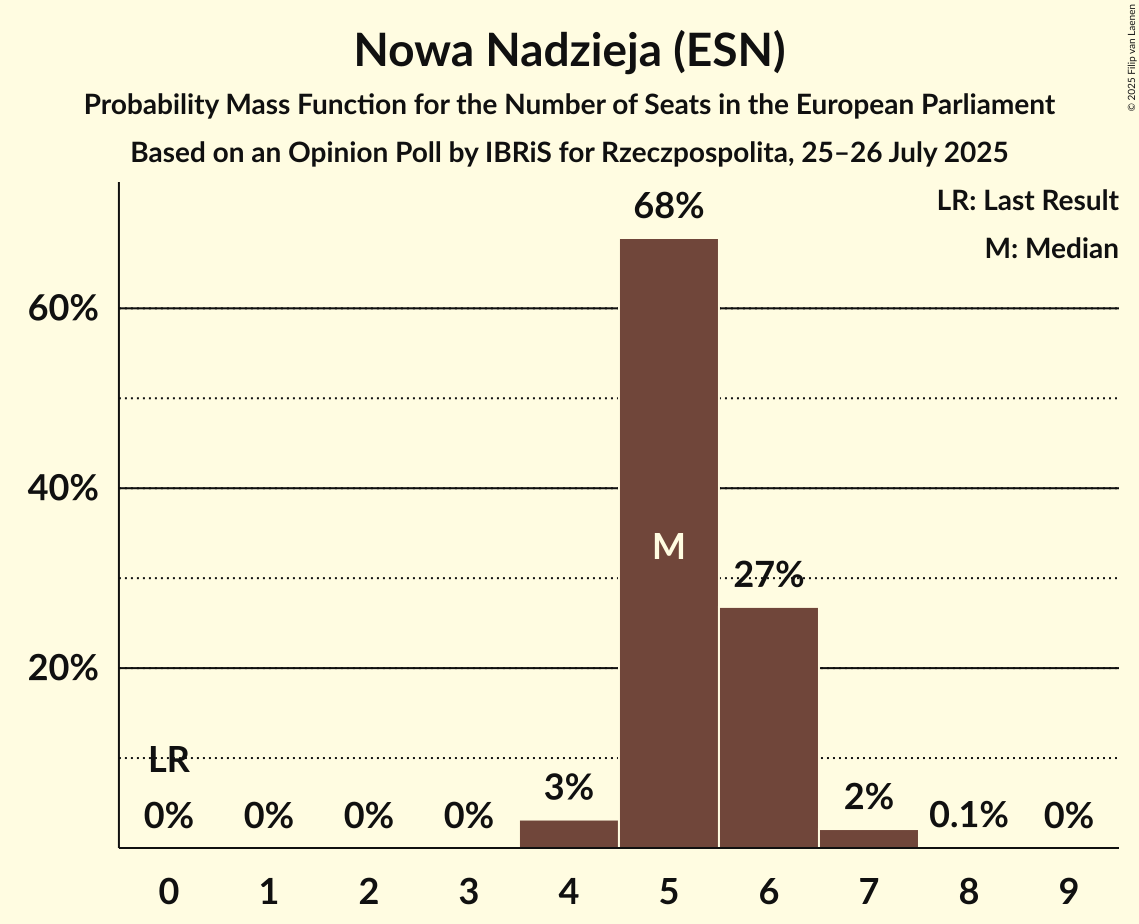 Nowa Nadzieja (ESN)
Probability Mass Function for the Number of Seats in the European Parliament
Based on an Opinion Poll by IBRiS for Rzeczpospolita, 25–26 July 2025
© 2025 Filip van Laenen
LR: Last Result
M: Median
68%
60%
40%
M
27%
20%
LR
0% 0% 0% 0% 3% 2% 0.1% 0%
0 1 2 3 4 5 6 7 8 9